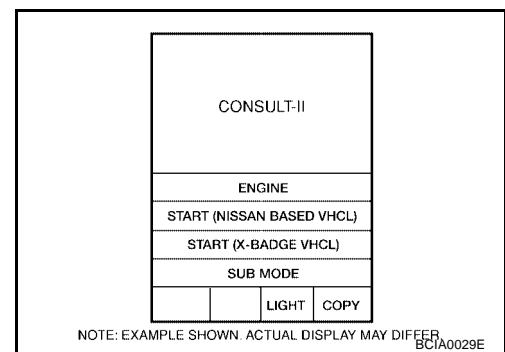 CONSULT-II
ENGINE
START (NISSAN BASED VHCL)
START (X-BADGE VHCL)
SUB MODE
LIGHT COPY
NOTE: EXAMPLE SHOWN. ACTUAL DISPLAY MAY DIFFER.
BCIA0029E